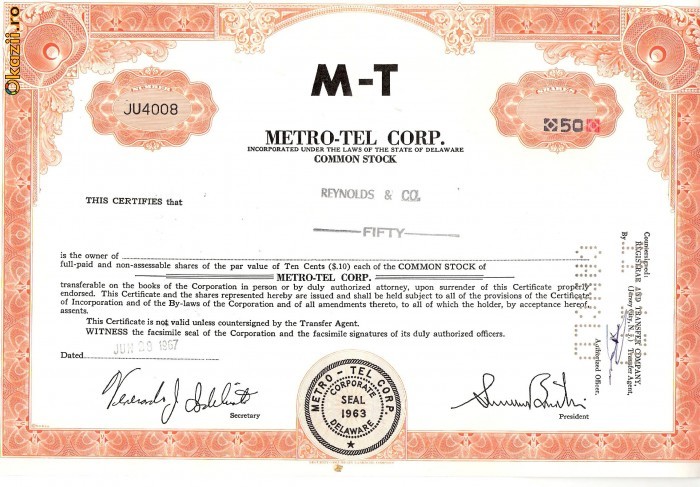 Okazii.ro
M-T
JU4008
50
METRO-TEL CORP.
INCORPORATED UNDER THE LAWS OF THE STATE OF DELAWARE
COMMON STOCK
THIS CERTIFIES that
REYNOLDS & CO.
FIFTY
is the owner of
full-paid and non-assessable shares of the par value of Ten Cents ($.10) each of the COMMON STOCK of
METRO-TEL CORP.
transferable on the books of the Corporation in person or by duly authorized attorney, upon surrender of this Certificate properly
endorsed. This Certificate and the shares represented hereby are issued and shall be held subject to all of the provisions of the Certificate
of Incorporation and of the By-laws of the Corporation and of all amendments thereto, to all of which the holder, by acceptance hereof,
assents.
This Certificate is not valid unless countersigned by the Transfer Agent.
WITNESS the facsimile seal of the Corporation and the facsimile signatures of its duly authorized officers.
Dated JUN 29 1967
Secretary
METRO-TEL CORP.
CORPORATE
SEAL
1963
DELAWARE
President
Countersigned:
REGISTRAR AND TRANSFER COMPANY,
(Jersey City, N.J.) Transfer Agent,
By
Authorized Officer.